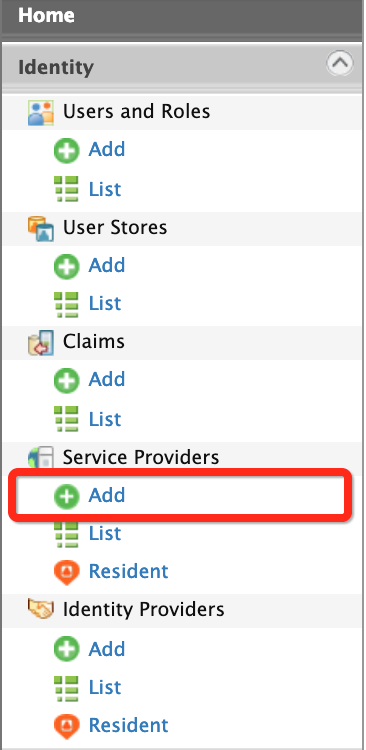 Home
Identity
Users and Roles
Add
List
User Stores
Add
List
Claims
Add
List
Service Providers
Add
List
Resident
Identity Providers
Add
List
Resident